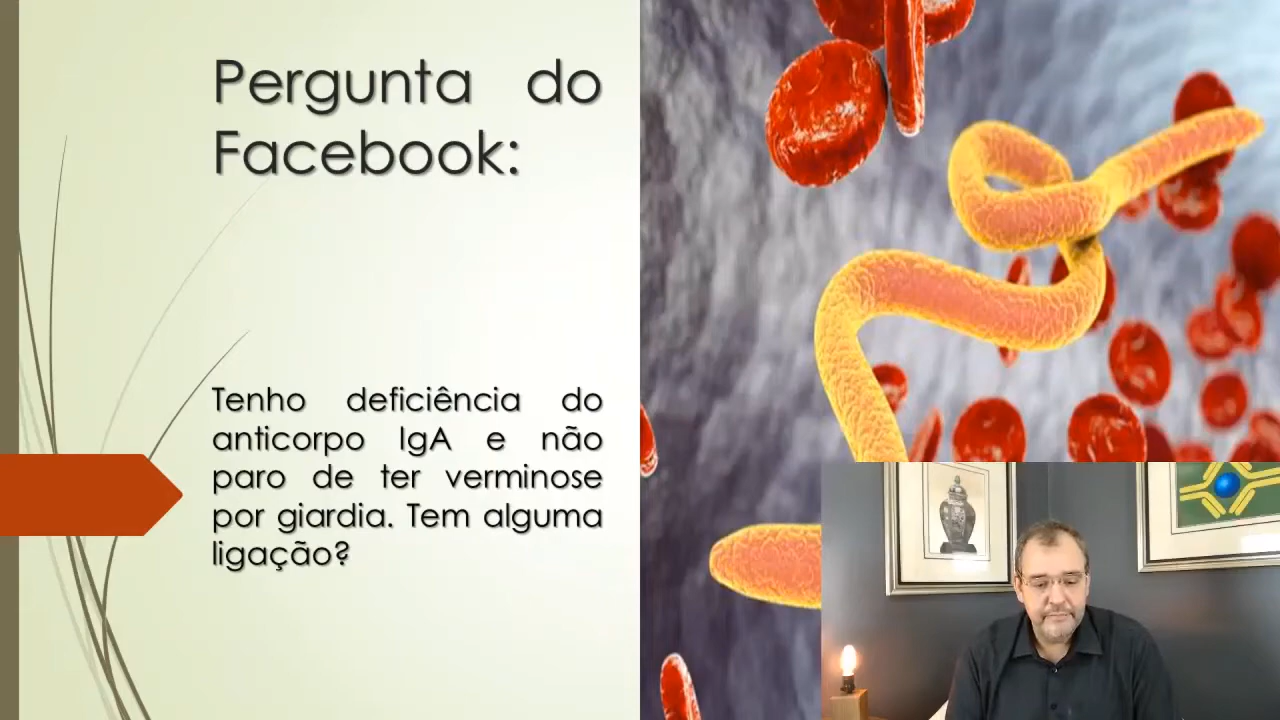 Pergunta do
Facebook:
Tenho deficiência do
anticorpo IgA e não
paro de ter verminose
por giardia. Tem alguma
ligação?